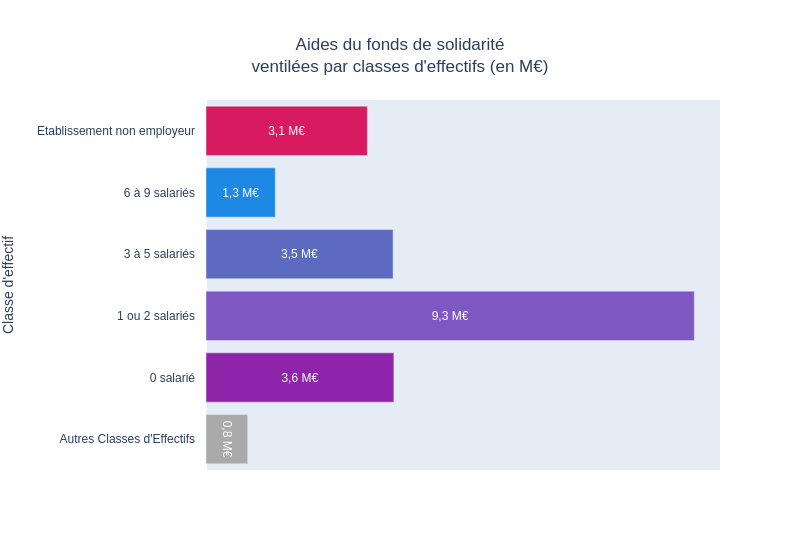 Aides du fonds de solidarité
ventilées par classes d'effectifs (en M€)
Classe d'effectif
Etablissement non employeur
3,1 M€
6 à 9 salariés
1,3 M€
3 à 5 salariés
3,5 M€
1 ou 2 salariés
9,3 M€
0 salarié
3,6 M€
Autres Classes d'Effectifs
0,8 M€